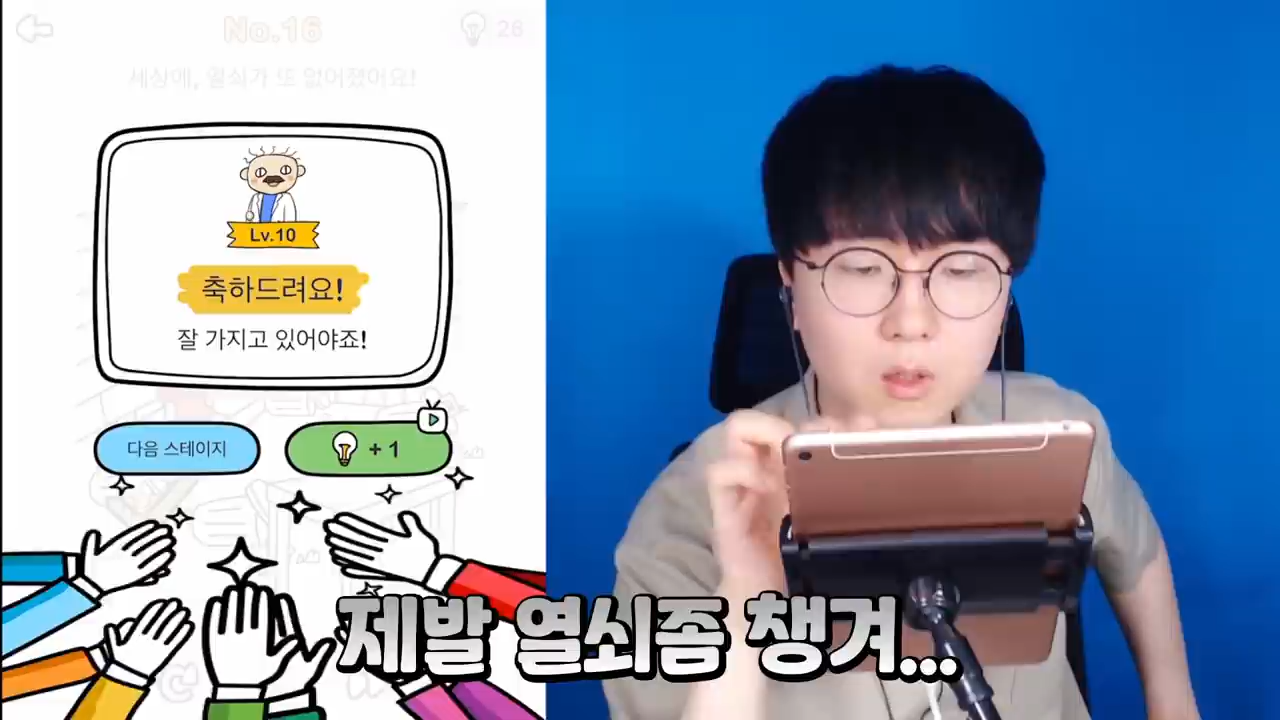 No.16
26
세상에, 열쇠가 또 없어졌어요!
Lv.10
축하드려요!
잘 가지고 있어야죠!
다음 스테이지
+ 1
제발 열쇠좀 챙겨...